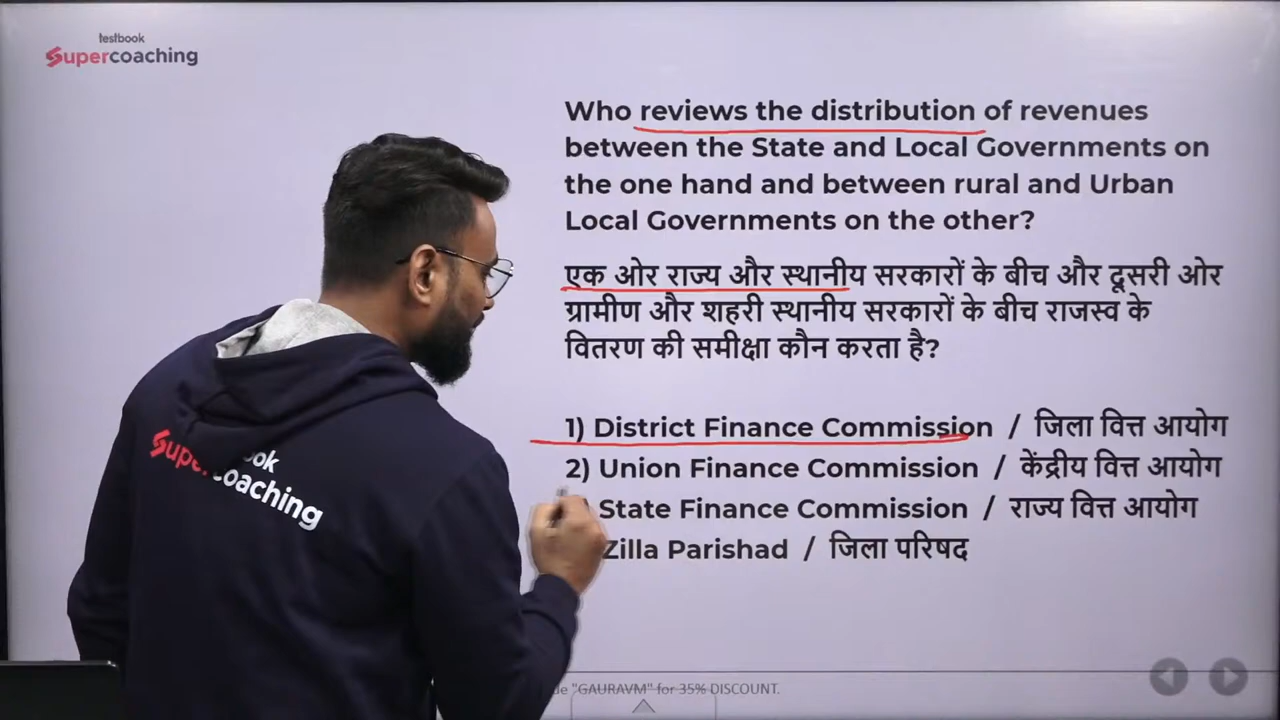 testbook
Supercoaching
Who reviews the distribution of revenues
between the State and Local Governments on
the one hand and between rural and Urban
Local Governments on the other?
एक ओर राज्य और स्थानीय सरकारों के बीच और दूसरी ओर
ग्रामीण और शहरी स्थानीय सरकारों के बीच राजस्व के
वितरण की समीक्षा कौन करता है?
1) District Finance Commission / जिला वित्त आयोग
2) Union Finance Commission / केंद्रीय वित्त आयोग
State Finance Commission / राज्य वित्त आयोग
Zilla Parishad / जिला परिषद
"GAURAVM" for 35% DISCOUNT.
ook
Supe coaching